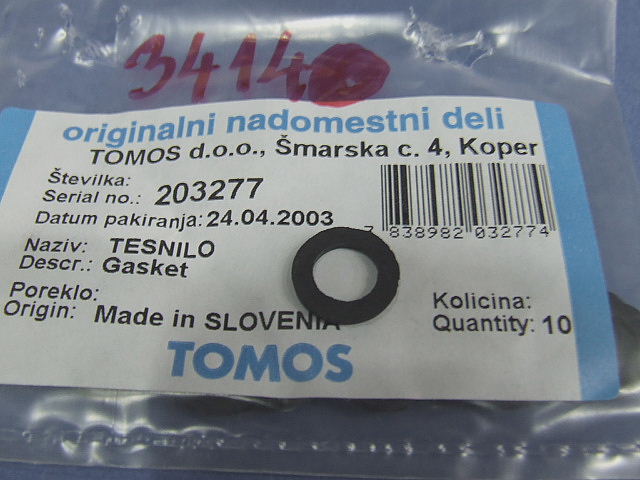 3414
originalni nadomestni deli
TOMOS d.o.o., Šmarska c. 4, Koper
Številka:
Serial no.: 203277
Datum pakiranja: 24.04.2003
7 838982 032774
Naziv: TESNILO
Descr.: Gasket
Poreklo:
Origin: Made in SLOVENIA
Kolicina:
Quantity: 10
TOMOS